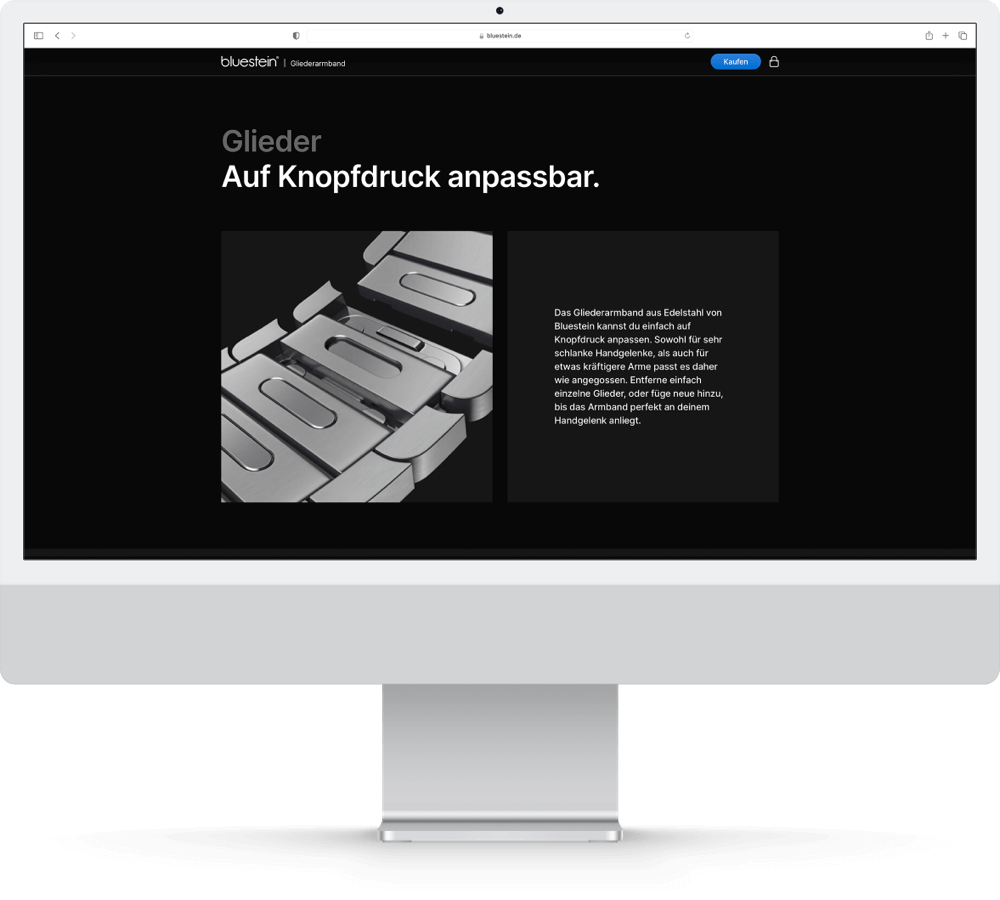 bluestein.de
bluestein® | Gliederarmband
Kaufen
Glieder
Auf Knopfdruck anpassbar.
Das Gliederarmband aus Edelstahl von
Bluestein kannst du einfach auf
Knopfdruck anpassen. Sowohl für sehr
schlanke Handgelenke, als auch für
etwas kräftigere Arme passt es daher
wie angegossen. Entferne einfach
einzelne Glieder, oder füge neue hinzu,
bis das Armband perfekt an deinem
Handgelenk anliegt.